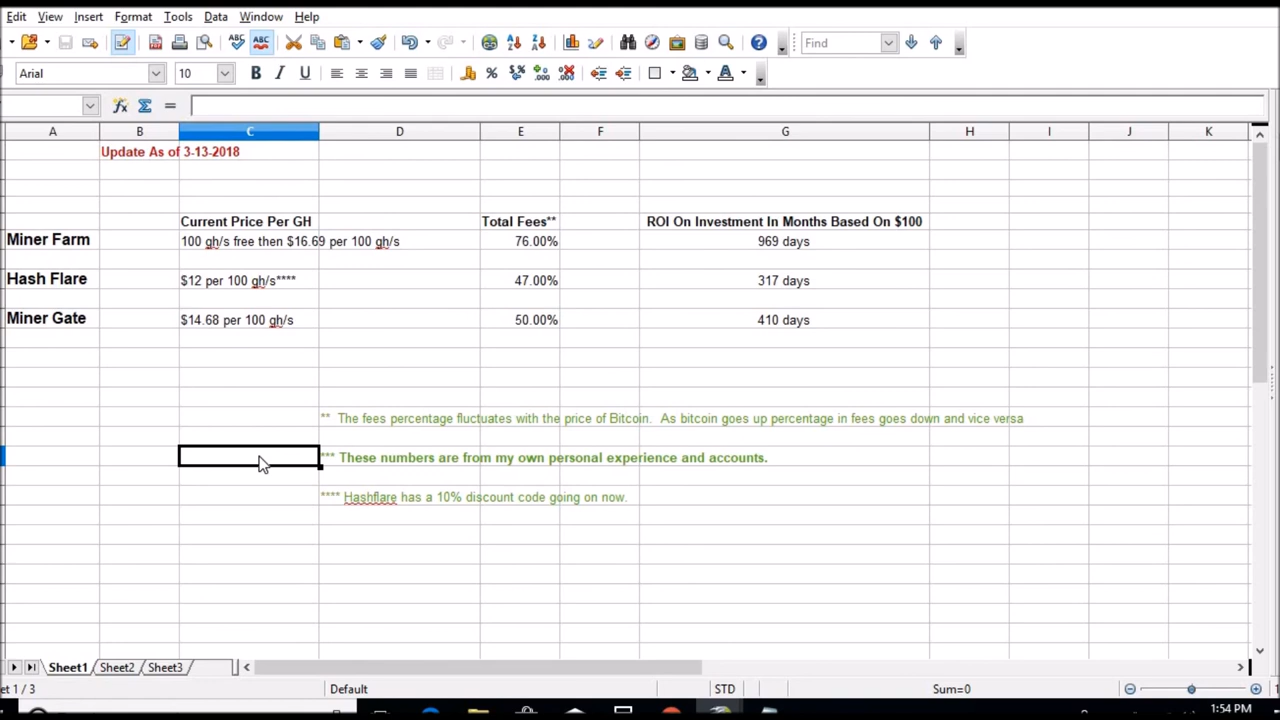 Edit View Insert Format Tools Data Window Help
ABC ABC Find
Arial 10 B I U
A B C D E F G H I J K
Update As of 3-13-2018
Current Price Per GH Total Fees** ROI On Investment In Months Based On $100
Miner Farm 100 gh/s free then $16.69 per 100 gh/s 76.00% 969 days
Hash Flare $12 per 100 gh/s**** 47.00% 317 days
Miner Gate $14.68 per 100 gh/s 50.00% 410 days
** The fees percentage fluctuates with the price of Bitcoin. As bitcoin goes up percentage in fees goes down and vice versa
*** These numbers are from my own personal experience and accounts.
**** Hashflare has a 10% discount code going on now.
Sheet1 Sheet2 Sheet3
et 1 / 3 Default STD Sum=0
1:54 PM